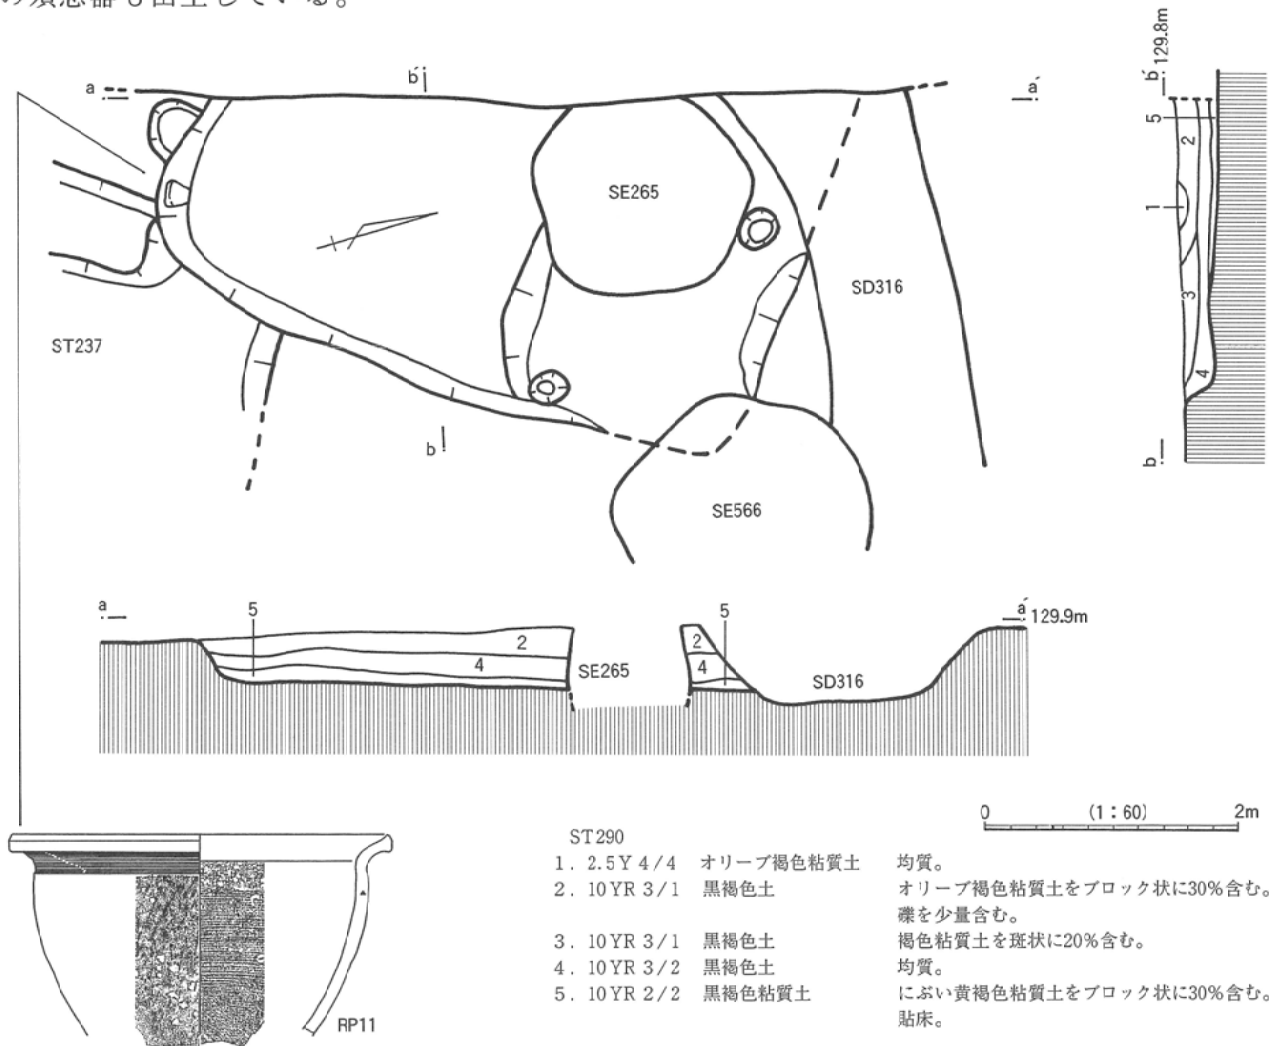 の須恵器も出土している。
a
b´
a´
b´
129.8m
SE265
5
2
1
SD316
3
ST237
4
b
b
SE566
a
5
5
a´ 129.9m
2
2
4
4
SE265
SD316
0 (1：60) 2m
ST290
1. 2.5Y 4/4 オリーブ褐色粘質土 均質。
2. 10YR 3/1 黒褐色土 オリーブ褐色粘質土をブロック状に30%含む。
礫を少量含む。
3. 10YR 3/1 黒褐色土 褐色粘質土を斑状に20%含む。
4. 10YR 3/2 黒褐色土 均質。
5. 10YR 2/2 黒褐色粘質土 にぶい黄褐色粘質土をブロック状に30%含む。
貼床。
RP11